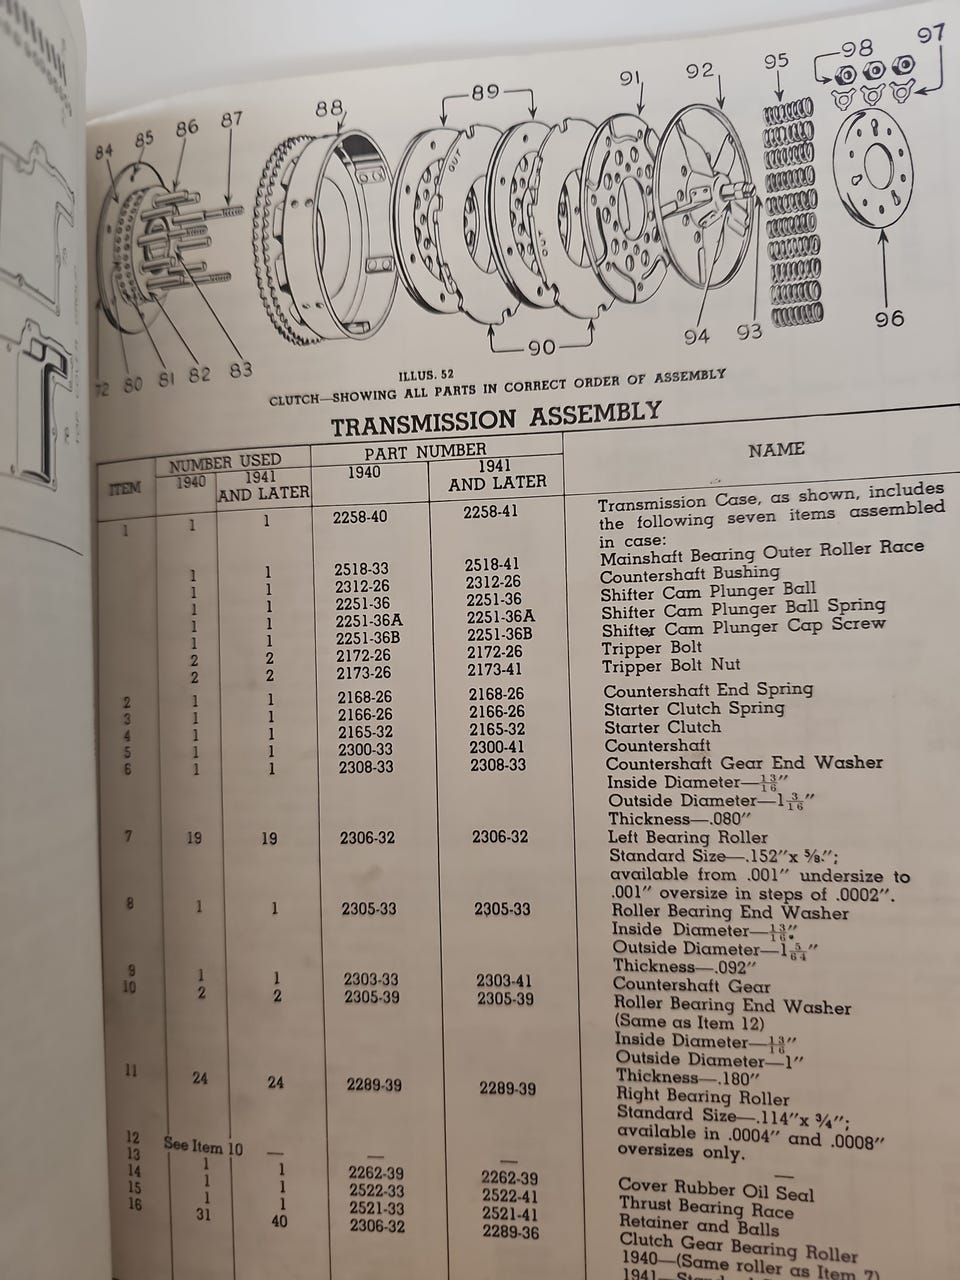 84 85 86 87 88 89 91 92 95 98 97
OUT OUT
72 80 81 82 83 90 94 93 96
ILLUS. 52
CLUTCH—SHOWING ALL PARTS IN CORRECT ORDER OF ASSEMBLY
TRANSMISSION ASSEMBLY
ITEM NUMBER USED PART NUMBER NAME
1940 1941 AND LATER 1940 1941 AND LATER
1 1 1 2258-40 2258-41 Transmission Case, as shown, includes
the following seven items assembled
in case:
1 1 2518-33 2518-41 Mainshaft Bearing Outer Roller Race
1 1 2312-26 2312-26 Countershaft Bushing
1 1 2251-36 2251-36 Shifter Cam Plunger Ball
1 1 2251-36A 2251-36A Shifter Cam Plunger Ball Spring
1 1 2251-36B 2251-36B Shifter Cam Plunger Cap Screw
2 2 2172-26 2172-26 Tripper Bolt
2 2 2173-26 2173-41 Tripper Bolt Nut
2 1 1 2168-26 2168-26 Countershaft End Spring
3 1 1 2166-26 2166-26 Starter Clutch Spring
4 1 1 2165-32 2165-32 Starter Clutch
5 1 1 2300-33 2300-41 Countershaft
6 1 1 2308-33 2308-33 Countershaft Gear End Washer
Inside Diameter—13/16″
Outside Diameter—1 3/16″
Thickness—.080″
7 19 19 2306-32 2306-32 Left Bearing Roller
Standard Size—.152″x ⅝.″;
available from .001″ undersize to
.001″ oversize in steps of .0002″.
8 1 1 2305-33 2305-33 Roller Bearing End Washer
Inside Diameter—13/16″
Outside Diameter—1 5/64″
Thickness—.092″
9 1 1 2303-33 2303-41 Countershaft Gear
10 2 2 2305-39 2305-39 Roller Bearing End Washer
(Same as Item 12)
Inside Diameter—13/16″
Outside Diameter—1″
Thickness—.180″
11 24 24 2289-39 2289-39 Right Bearing Roller
Standard Size—.114″x ¾″;
available in .0004″ and .0008″
oversizes only.
12 See Item 10 — — — —
13 1 1 2262-39 2262-39 Cover Rubber Oil Seal
14 1 1 2522-33 2522-41 Thrust Bearing Race
15 1 1 2521-33 2521-41 Retainer and Balls
16 31 40 2306-32 2289-36 Clutch Gear Bearing Roller
1940—(Same roller as Item 7)
1941—